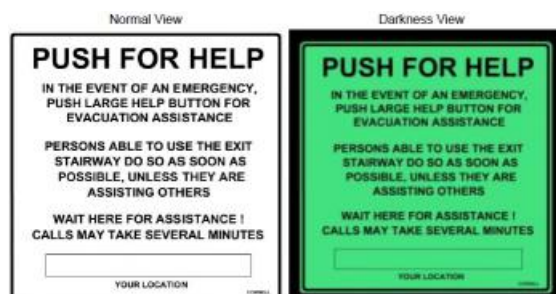 Normal View
PUSH FOR HELP
IN THE EVENT OF AN EMERGENCY,
PUSH LARGE HELP BUTTON FOR
EVACUATION ASSISTANCE
PERSONS ABLE TO USE THE EXIT
STAIRWAY DO SO AS SOON AS
POSSIBLE, UNLESS THEY ARE
ASSISTING OTHERS
WAIT HERE FOR ASSISTANCE !
CALLS MAY TAKE SEVERAL MINUTES
YOUR LOCATION
Darkness View
PUSH FOR HELP
IN THE EVENT OF AN EMERGENCY,
PUSH LARGE HELP BUTTON FOR
EVACUATION ASSISTANCE
PERSONS ABLE TO USE THE EXIT
STAIRWAY DO SO AS SOON AS
POSSIBLE, UNLESS THEY ARE
ASSISTING OTHERS
WAIT HERE FOR ASSISTANCE !
CALLS MAY TAKE SEVERAL MINUTES
YOUR LOCATION